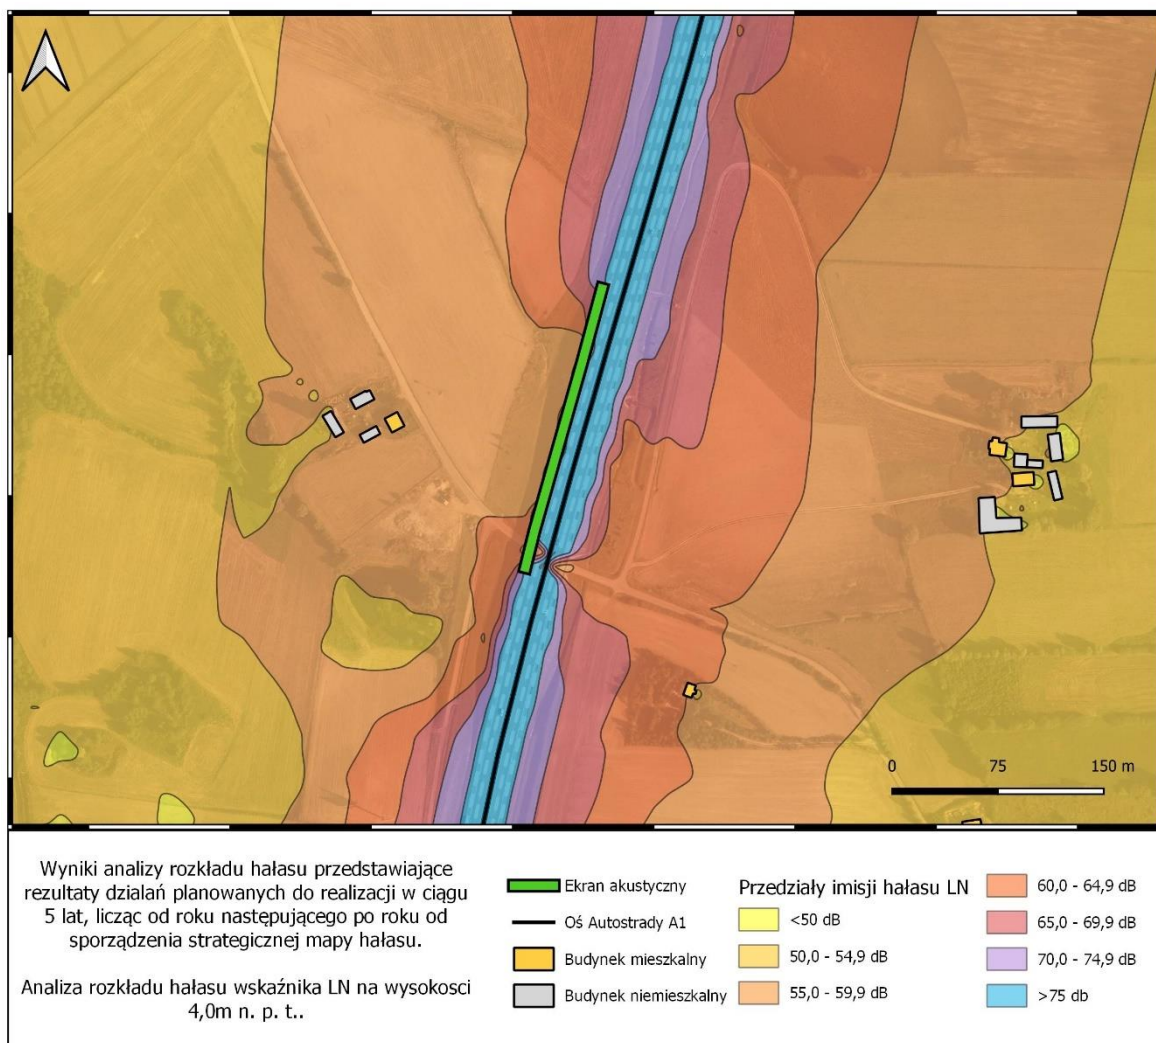 0 75 150 m
Wyniki analizy rozkładu hałasu przedstawiające
rezultaty dzialań planowanych do realizacji w ciągu
5 lat, licząc od roku następującego po roku od
sporządzenia strategicznej mapy hałasu.
Analiza rozkładu hałasu wskaźnika LN na wysokosci
4,0m n. p. t..
Ekran akustyczny
Oś Autostrady A1
Budynek mieszkalny
Budynek niemieszkalny
Przedziały imisji hałasu LN
<50 dB
50,0 - 54,9 dB
55,0 - 59,9 dB
60,0 - 64,9 dB
65,0 - 69,9 dB
70,0 - 74,9 dB
>75 db